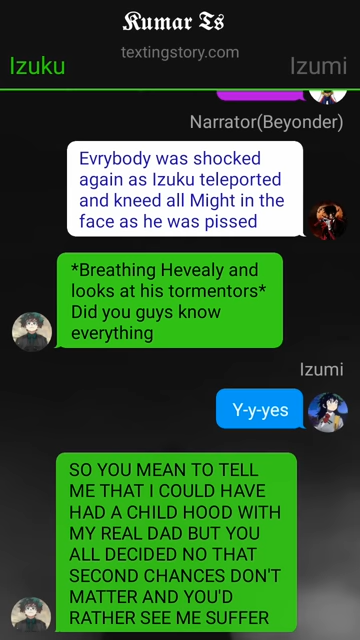 Kumar Ts
textingstory.com
Izuku
Izumi
Narrator(Beyonder)
Evrybody was shocked
again as Izuku teleported
and kneed all Might in the
face as he was pissed
*Breathing Hevealy and
looks at his tormentors*
Did you guys know
everything
Izumi
Y-y-yes
SO YOU MEAN TO TELL
ME THAT I COULD HAVE
HAD A CHILD HOOD WITH
MY REAL DAD BUT YOU
ALL DECIDED NO THAT
SECOND CHANCES DON'T
MATTER AND YOU'D
RATHER SEE ME SUFFER